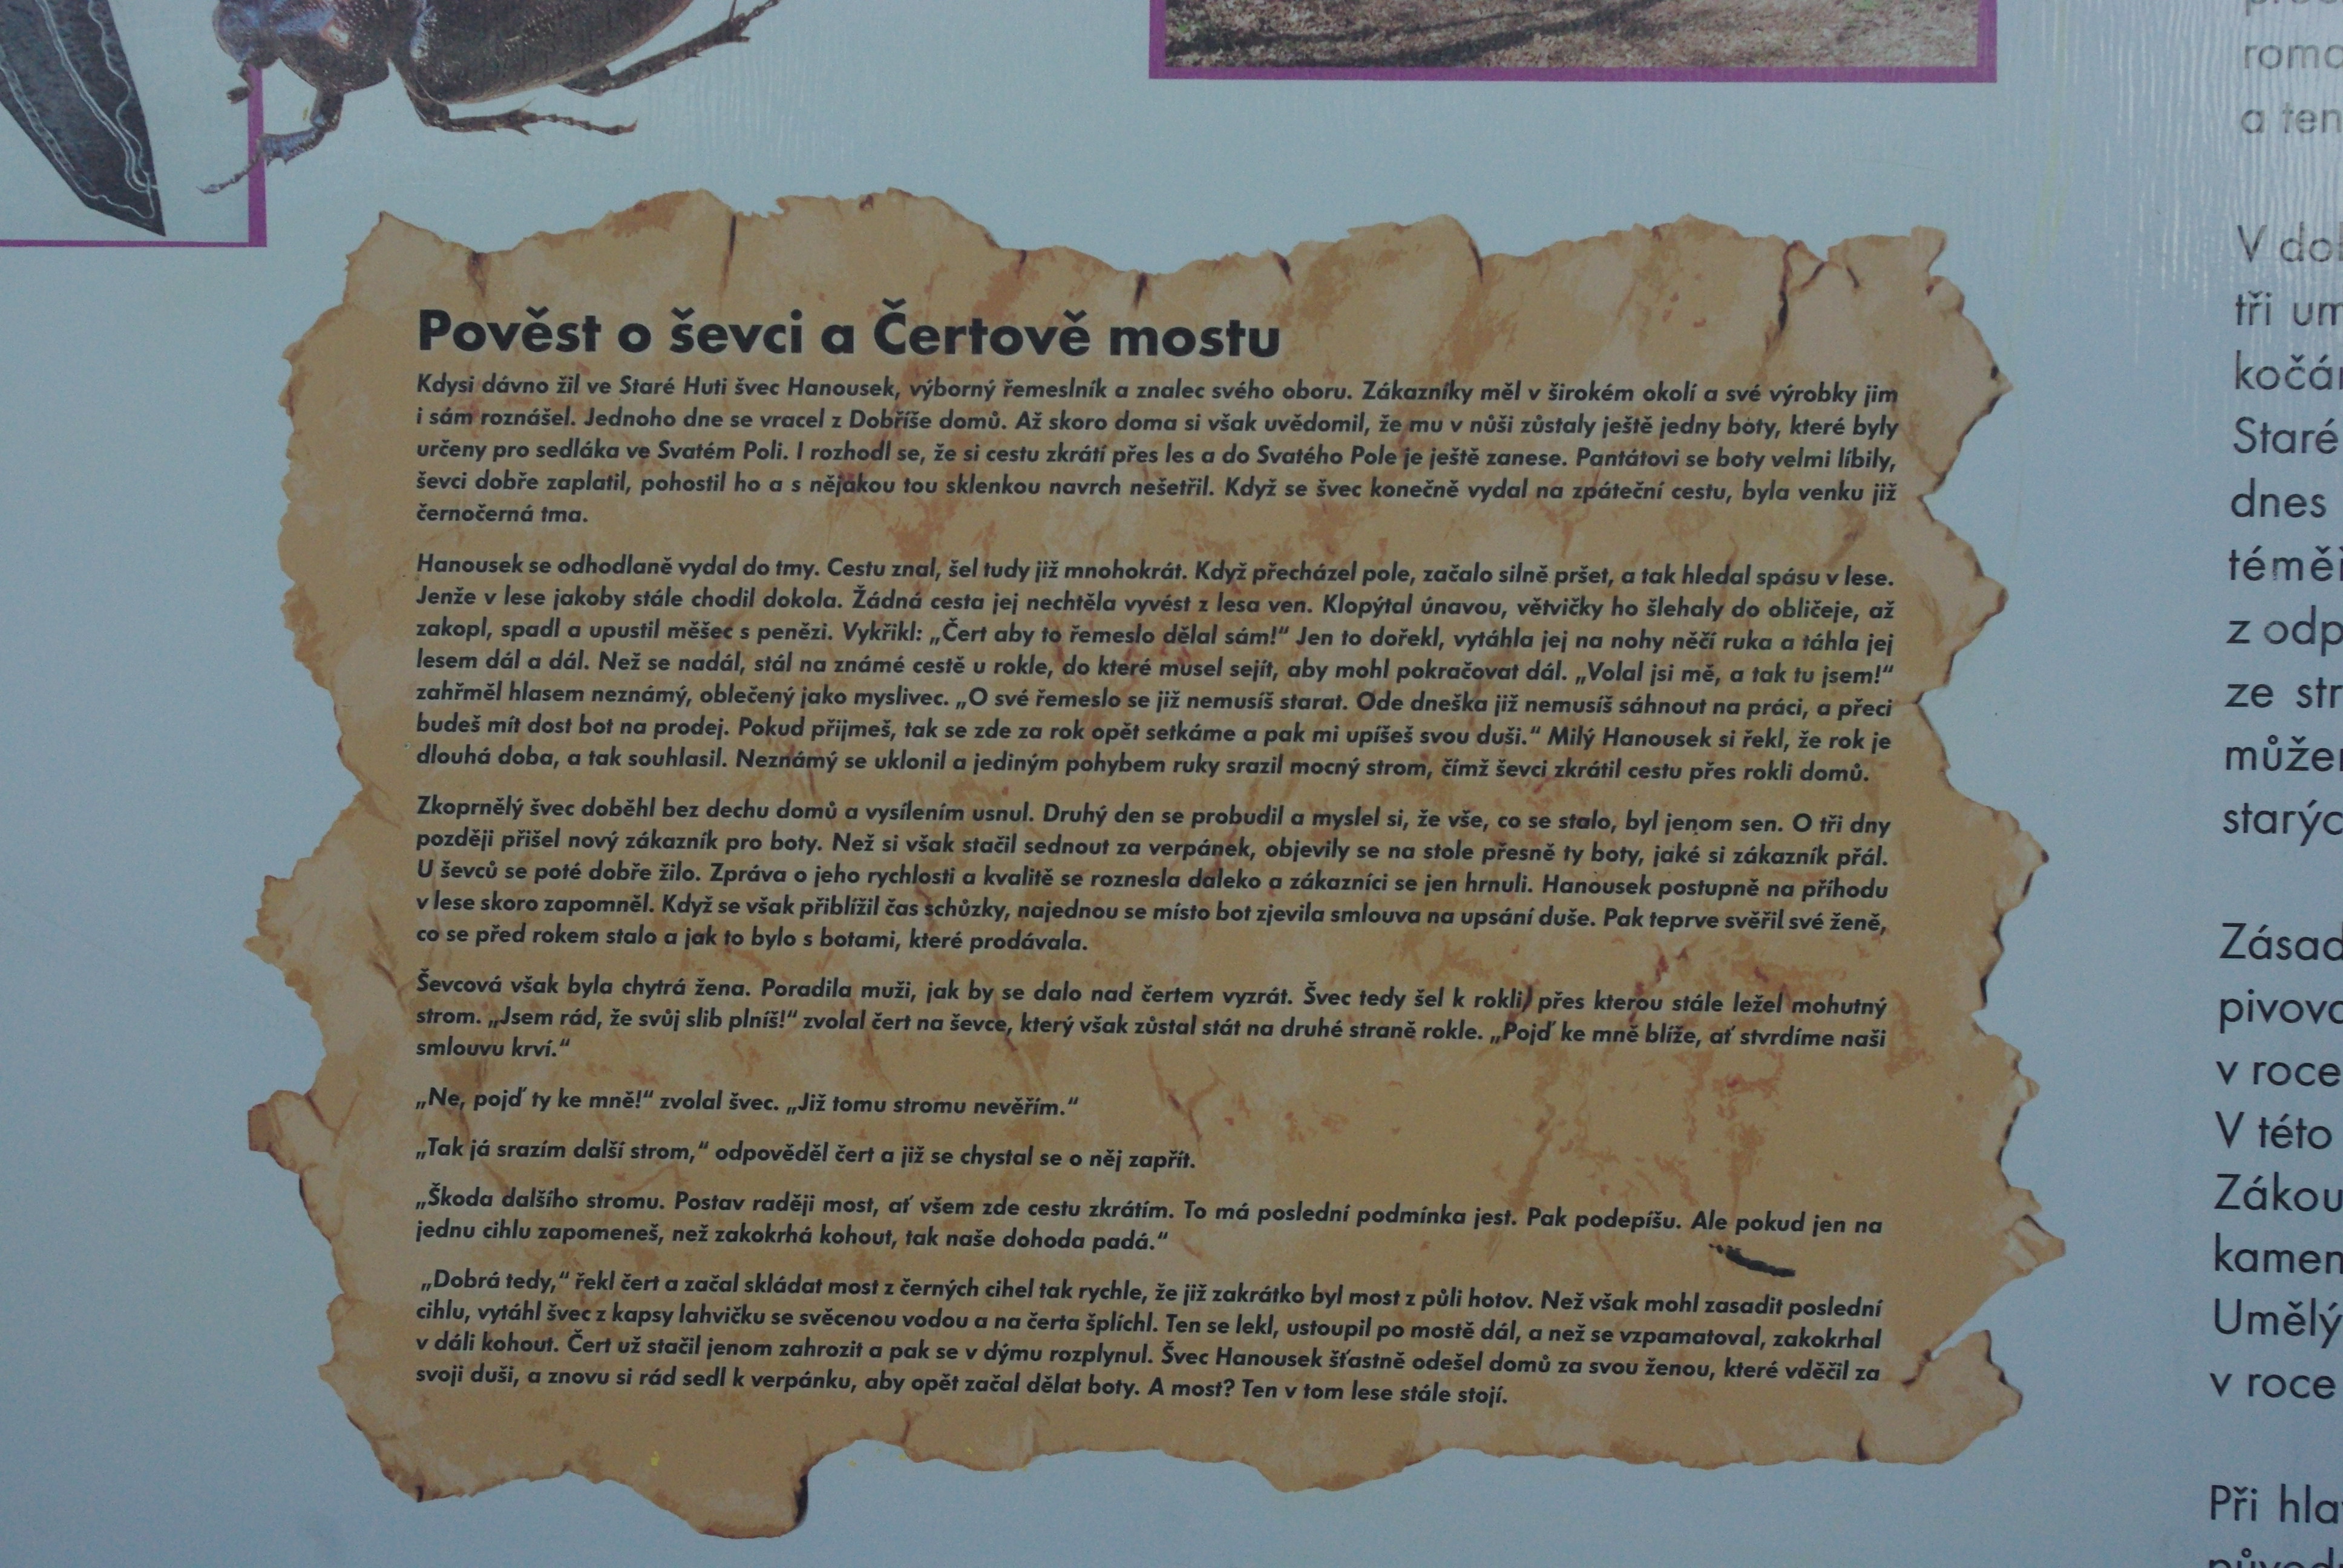 Pověst o ševci a Čertově mostu
Kdysi dávno žil ve Staré Huti švec Hanousek, výborný řemeslník a znalec svého oboru. Zákazníky měl v širokém okolí a své výrobky jim
i sám roznášel. Jednoho dne se vracel z Dobříše domů. Až skoro doma si však uvědomil, že mu v nůši zůstaly ještě jedny boty, které byly
určeny pro sedláka ve Svatém Poli. I rozhodl se, že si cestu zkrátí přes les a do Svatého Pole je ještě zanese. Pantátovi se boty velmi líbily,
ševci dobře zaplatil, pohostil ho a s nějakou tou sklenkou navrch nešetřil. Když se švec konečně vydal na zpáteční cestu, byla venku již
černočerná tma.
Hanousek se odhodlaně vydal do tmy. Cestu znal, šel tudy již mnohokrát. Když přecházel pole, začalo silně pršet, a tak hledal spásu v lese.
Jenže v lese jakoby stále chodil dokola. Žádná cesta jej nechtěla vyvést z lesa ven. Klopýtal únavou, větvičky ho šlehaly do obličeje, až
zakopl, spadl a upustil měšec s penězi. Vykřikl: „Čert aby to řemeslo dělal sám!“ Jen to dořekl, vytáhla jej na nohy něčí ruka a táhla jej
lesem dál a dál. Než se nadál, stál na známé cestě u rokle, do které musel sejít, aby mohl pokračovat dál. „Volal jsi mě, a tak tu jsem!“
zahřměl hlasem neznámý, oblečený jako myslivec. „O své řemeslo se již nemusíš starat. Ode dneška již nemusíš sáhnout na práci, a přeci
budeš mít dost bot na prodej. Pokud přijmeš, tak se zde za rok opět setkáme a pak mi upíšeš svou duši.“ Milý Hanousek si řekl, že rok je
dlouhá doba, a tak souhlasil. Neznámý se uklonil a jediným pohybem ruky srazil mocný strom, čímž ševci zkrátil cestu přes rokli domů.
Zkoprnělý švec doběhl bez dechu domů a vysílením usnul. Druhý den se probudil a myslel si, že vše, co se stalo, byl jenom sen. O tři dny
později přišel nový zákazník pro boty. Než si však stačil sednout za verpánek, objevily se na stole přesně ty boty, jaké si zákazník přál.
U ševců se poté dobře žilo. Zpráva o jeho rychlosti a kvalitě se roznesla daleko a zákazníci se jen hrnuli. Hanousek postupně na příhodu
v lese skoro zapomněl. Když se však přiblížil čas schůzky, najednou se místo bot zjevila smlouva na upsání duše. Pak teprve svěřil své ženě,
co se před rokem stalo a jak to bylo s botami, které prodávala.
Ševcová však byla chytrá žena. Poradila muži, jak by se dalo nad čertem vyzrát. Švec tedy šel k rokli, přes kterou stále ležel mohutný
strom. „Jsem rád, že svůj slib plníš!“ zvolal čert na ševce, který však zůstal stát na druhé straně rokle. „Pojď ke mně blíže, ať stvrdíme naši
smlouvu krví.“
„Ne, pojď ty ke mně!“ zvolal švec. „Již tomu stromu nevěřím.“
„Tak já srazím další strom,“ odpověděl čert a již se chystal se o něj zapřít.
„Škoda dalšího stromu. Postav raději most, ať všem zde cestu zkrátím. To má poslední podmínka jest. Pak podepíšu. Ale pokud jen na
jednu cihlu zapomeneš, než zakokrhá kohout, tak naše dohoda padá.“
„Dobrá tedy,“ řekl čert a začal skládat most z černých cihel tak rychle, že již zakrátko byl most z půli hotov. Než však mohl zasadit poslední
cihlu, vytáhl švec z kapsy lahvičku se svěcenou vodou a na čerta šplíchl. Ten se lekl, ustoupil po mostě dál, a než se vzpamatoval, zakokrhal
v dáli kohout. Čert už stačil jenom zahrozit a pak se v dýmu rozplynul. Švec Hanousek šťastně odešel domů za svou ženou, které vděčil za
svoji duši, a znovu si rád sedl k verpánku, aby opět začal dělat boty. A most? Ten v tom lese stále stojí.
a ten
V
tři
Staré
dnes
z
ze
v roce
V této
v roce
Při